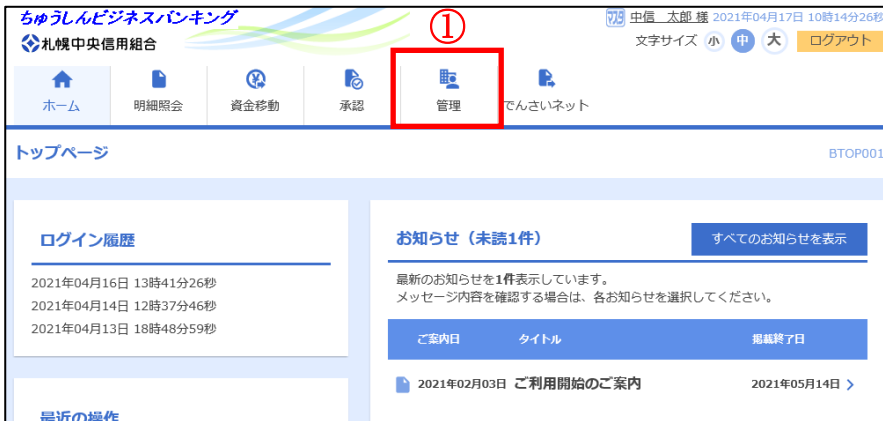 ちゅうしんビジネスバンキング
札幌中央信用組合
中信 太郎 様 2021年04月17日 10時14分26秒
文字サイズ 小 中 大 ログアウト
①
ホーム 明細照会 資金移動 承認 管理 でんさいネット
トップページ
BTOP001
ログイン履歴
2021年04月16日 13時41分26秒
2021年04月14日 12時37分46秒
2021年04月13日 18時48分59秒
最近の操作
お知らせ（未読1件）
すべてのお知らせを表示
最新のお知らせを1件表示しています。
メッセージ内容を確認する場合は、各お知らせを選択してください。
ご案内日 タイトル 掲載終了日
2021年02月03日 ご利用開始のご案内 2021年05月14日